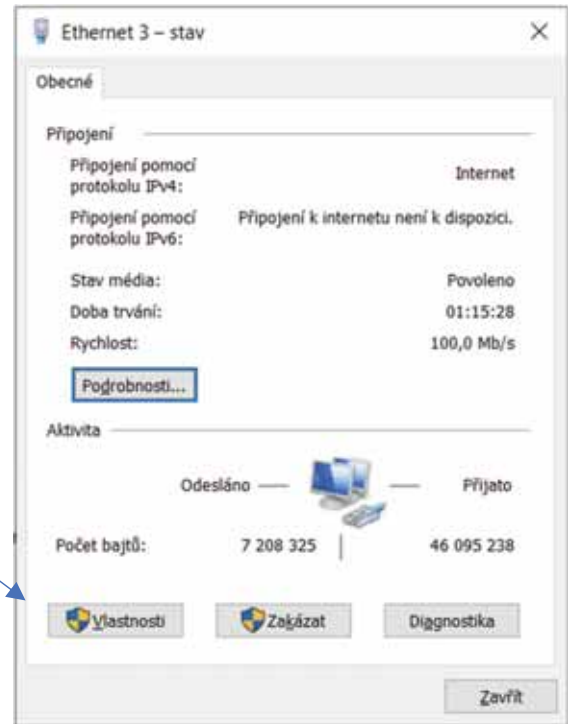 Ethernet 3 – stav
Obecné
Připojení
Připojení pomocí
protokolu IPv4:
Internet
Připojení pomocí
protokolu IPv6:
Připojení k internetu není k dispozici.
Stav média:
Povoleno
Doba trvání:
01:15:28
Rychlost:
100,0 Mb/s
Podrobnosti...
Aktivita
Odesláno
Přijato
Počet bajtů:
7 208 325
46 095 238
Vlastnosti
Zakázat
Diagnostika
Zavřít